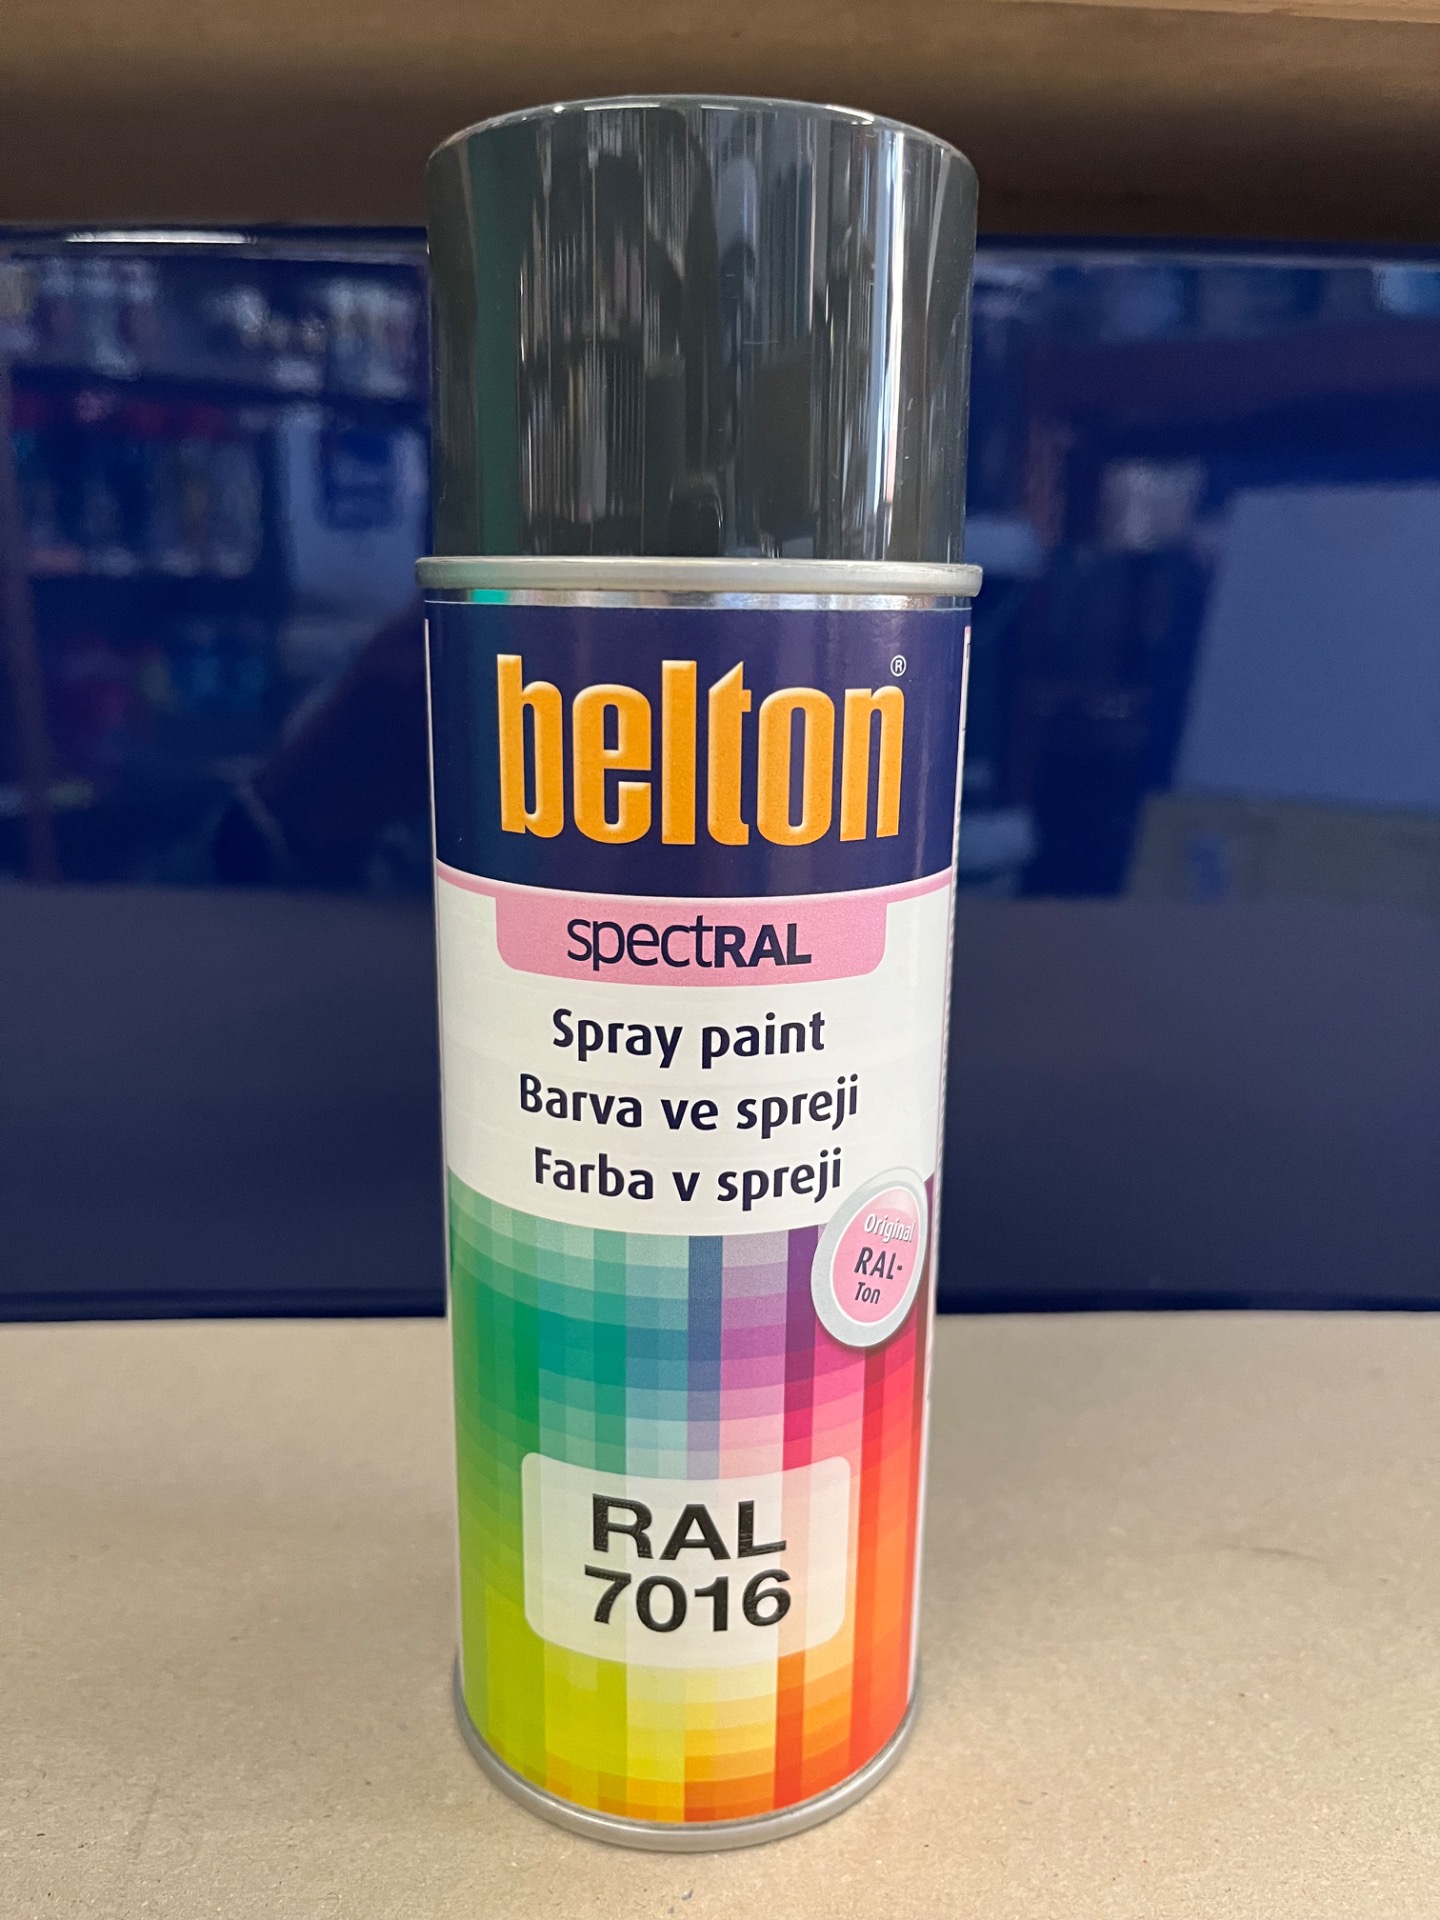 belton®
spectRAL
Spray paint
Barva ve spreji
Farba v spreji
Original
RAL-
Ton
RAL
7016